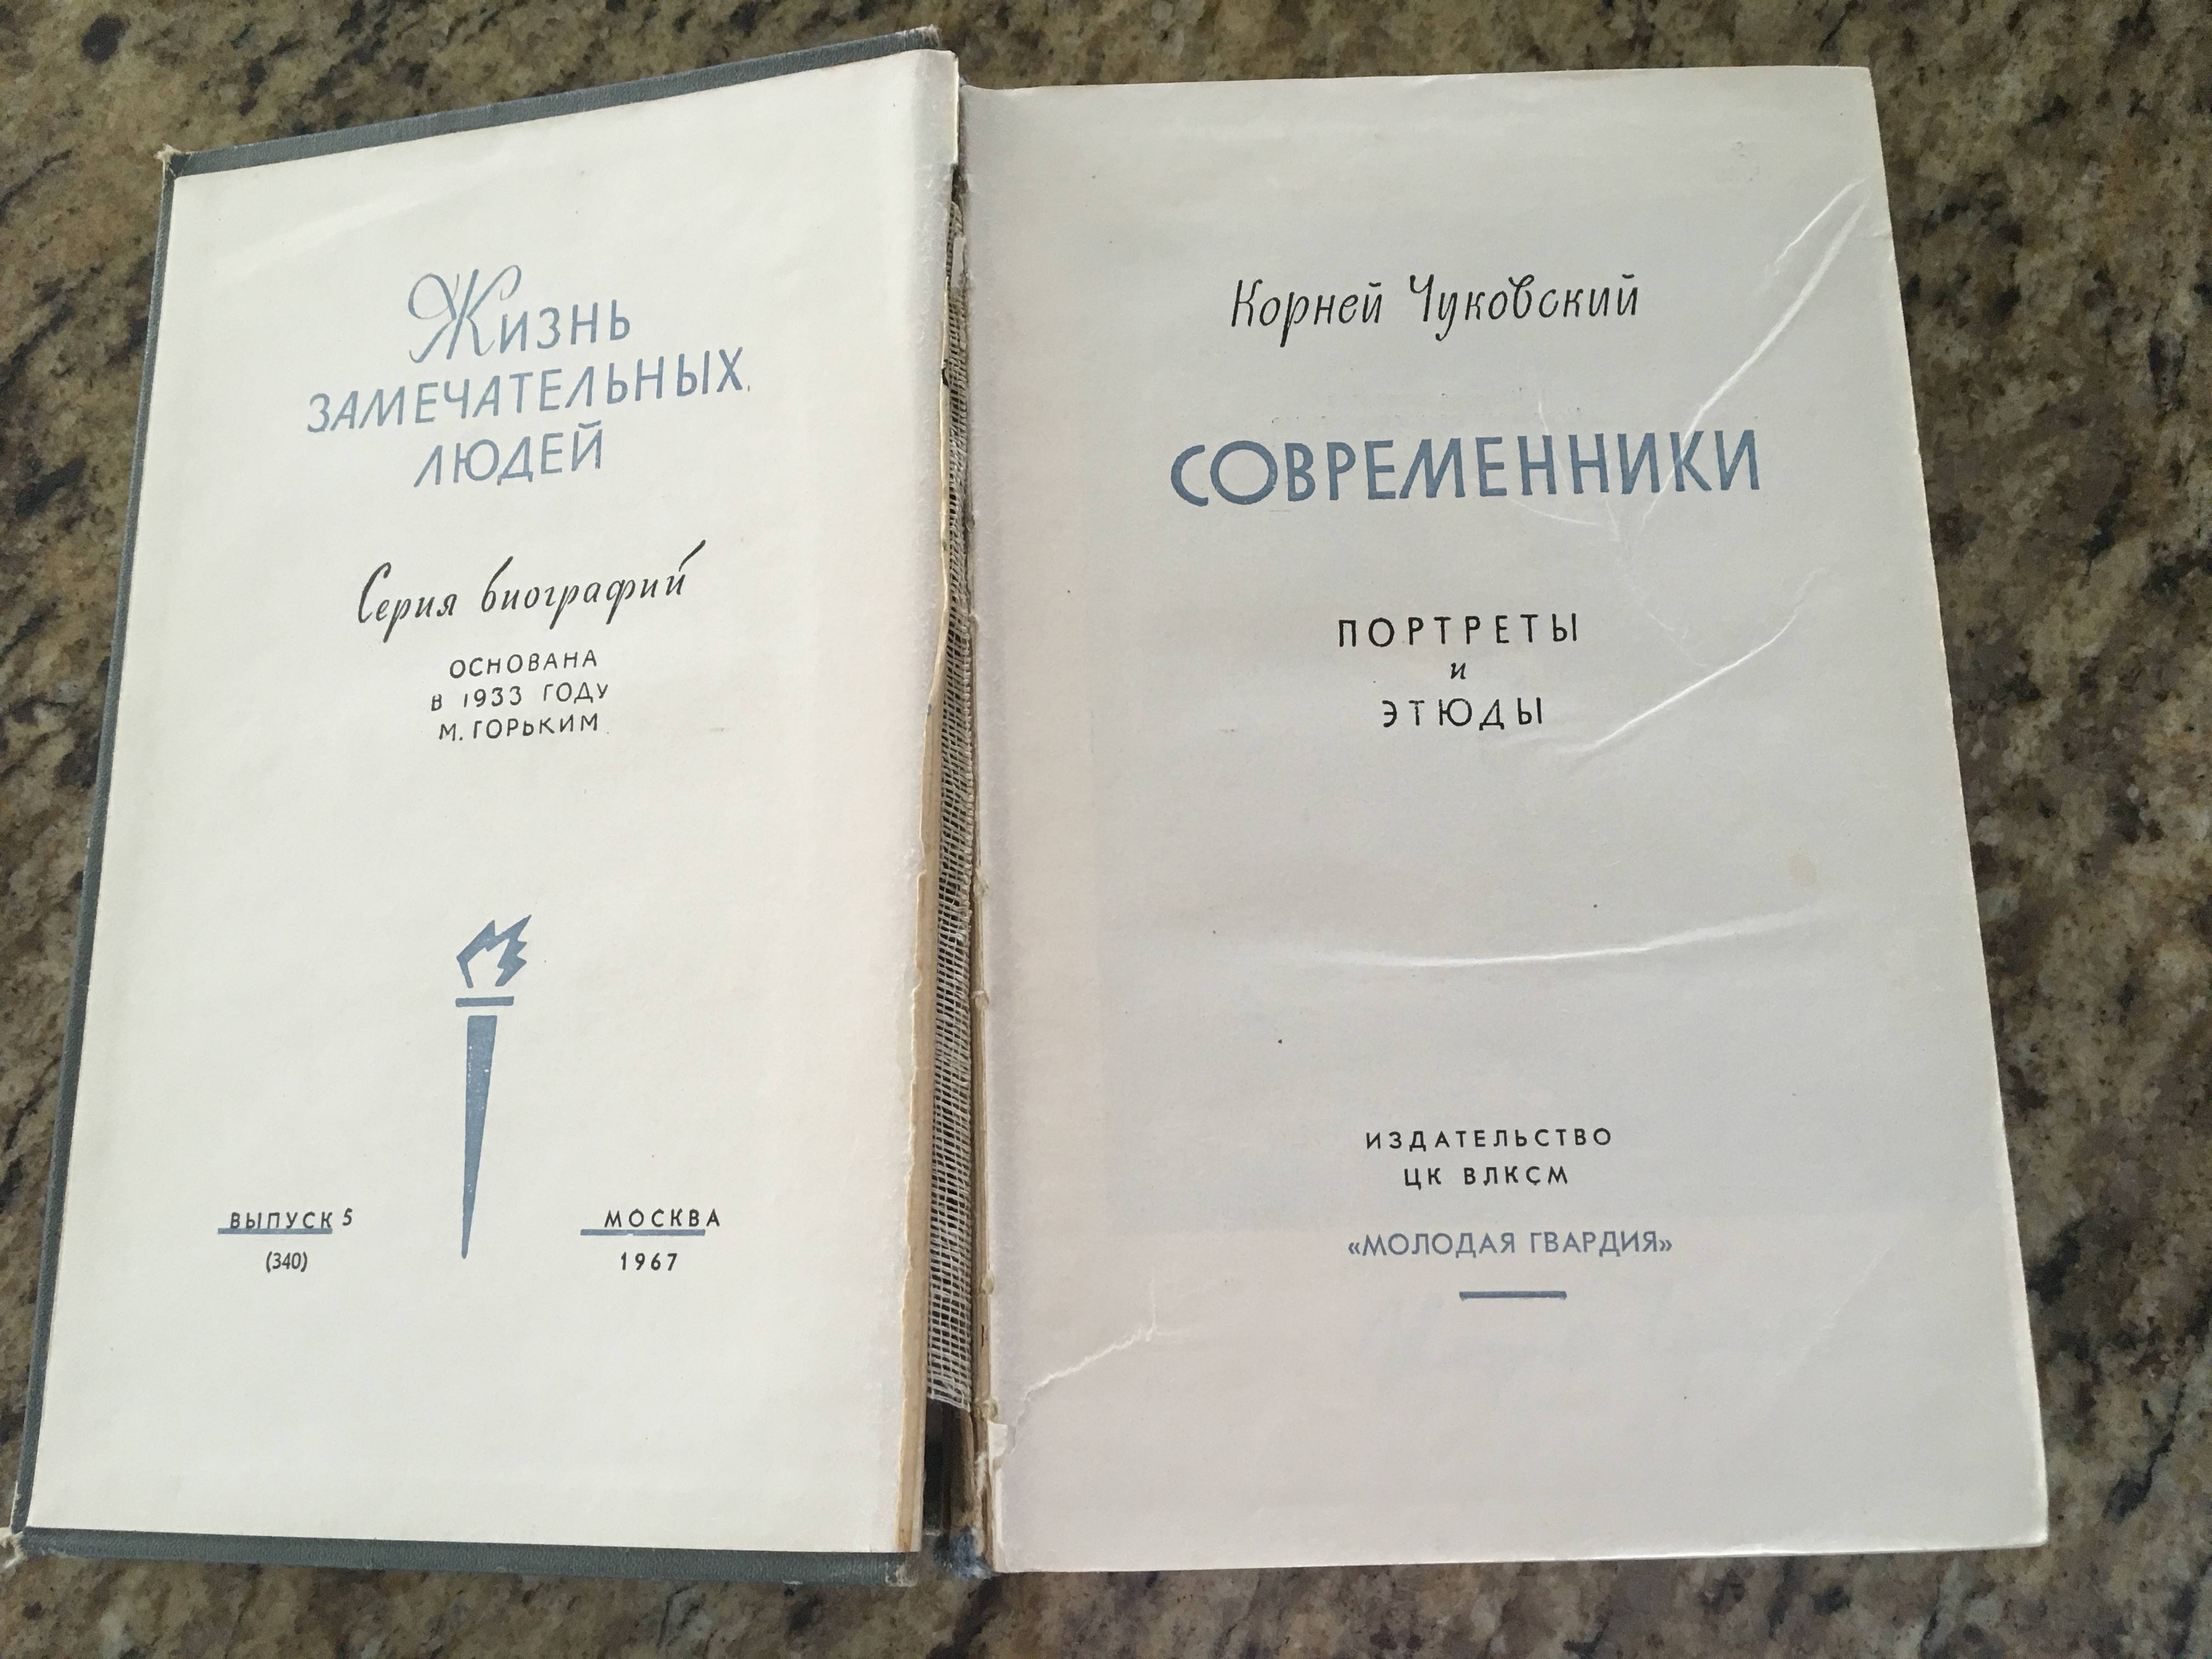 Жизнь
ЗАМЕЧАТЕЛЬНЫХ
ЛЮДЕЙ
Серия биографий
ОСНОВАНА
В 1933 ГОДУ
М. ГОРЬКИМ
ВЫПУСК 5
(340)
МОСКВА
1967
Корней Чуковский
СОВРЕМЕННИКИ
ПОРТРЕТЫ
и
ЭТЮДЫ
ИЗДАТЕЛЬСТВО
ЦК ВЛКСМ
«МОЛОДАЯ ГВАРДИЯ»